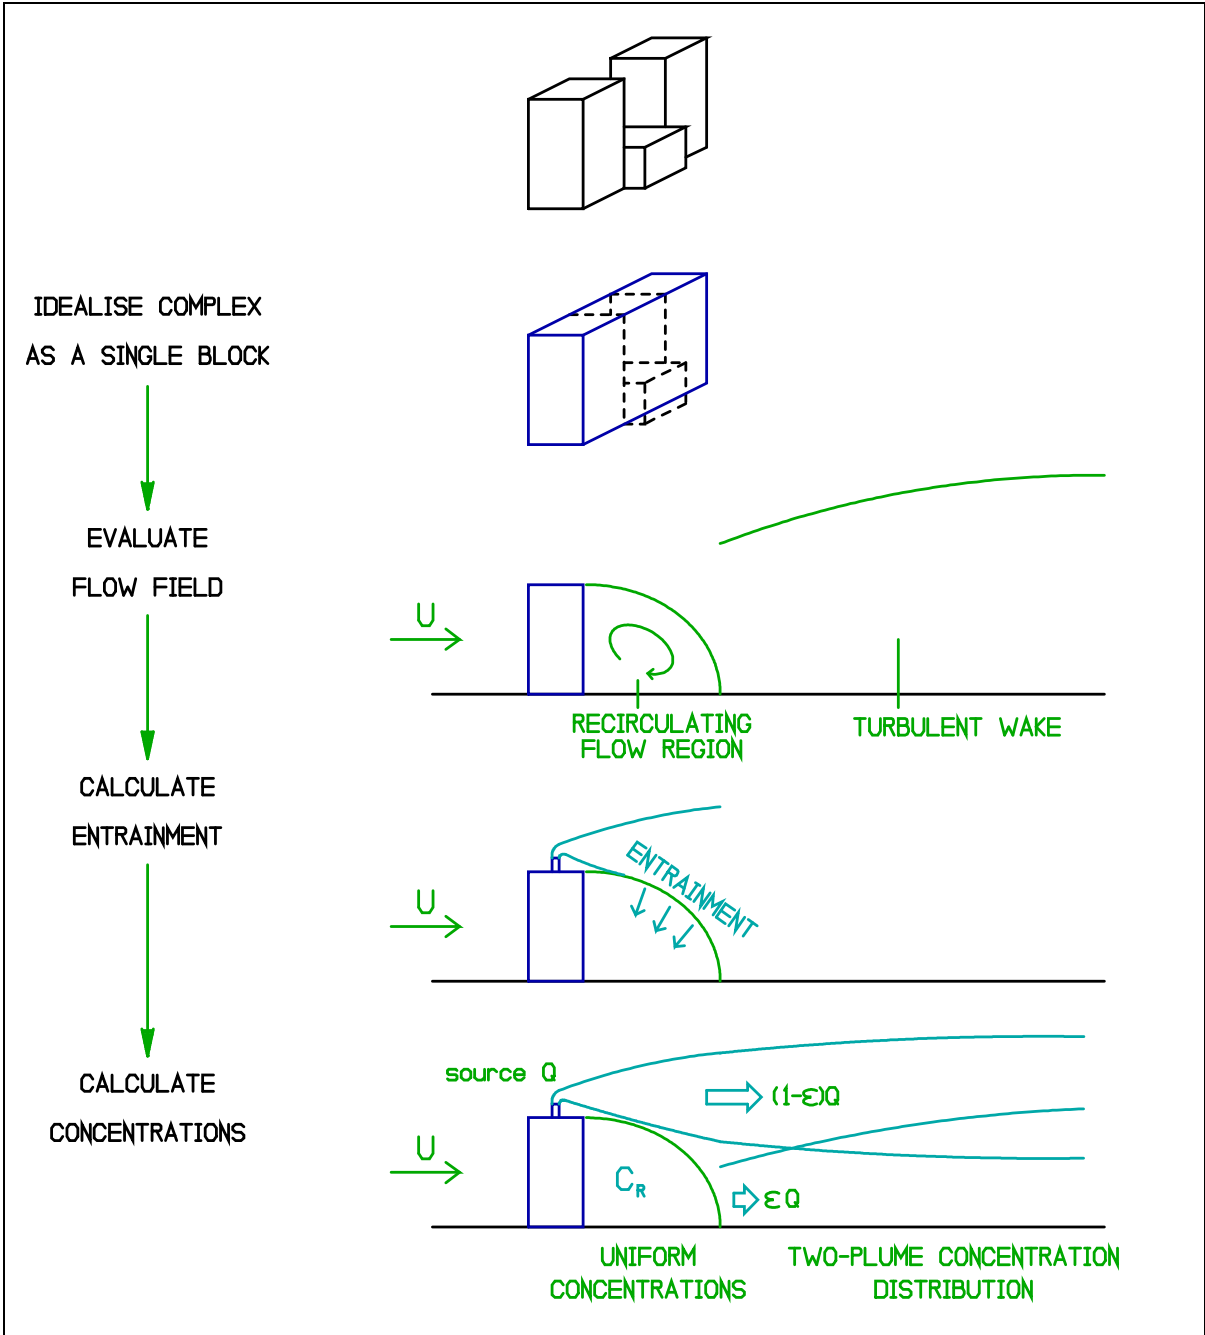 IDEALISE COMPLEX
AS A SINGLE BLOCK
EVALUATE
FLOW FIELD
U
RECIRCULATING
FLOW REGION
TURBULENT WAKE
CALCULATE
ENTRAINMENT
ENTRAINMENT
U
CALCULATE
CONCENTRATIONS
source Q
(1-ε)Q
U
CR
εQ
UNIFORM
CONCENTRATIONS
TWO-PLUME CONCENTRATION
DISTRIBUTION